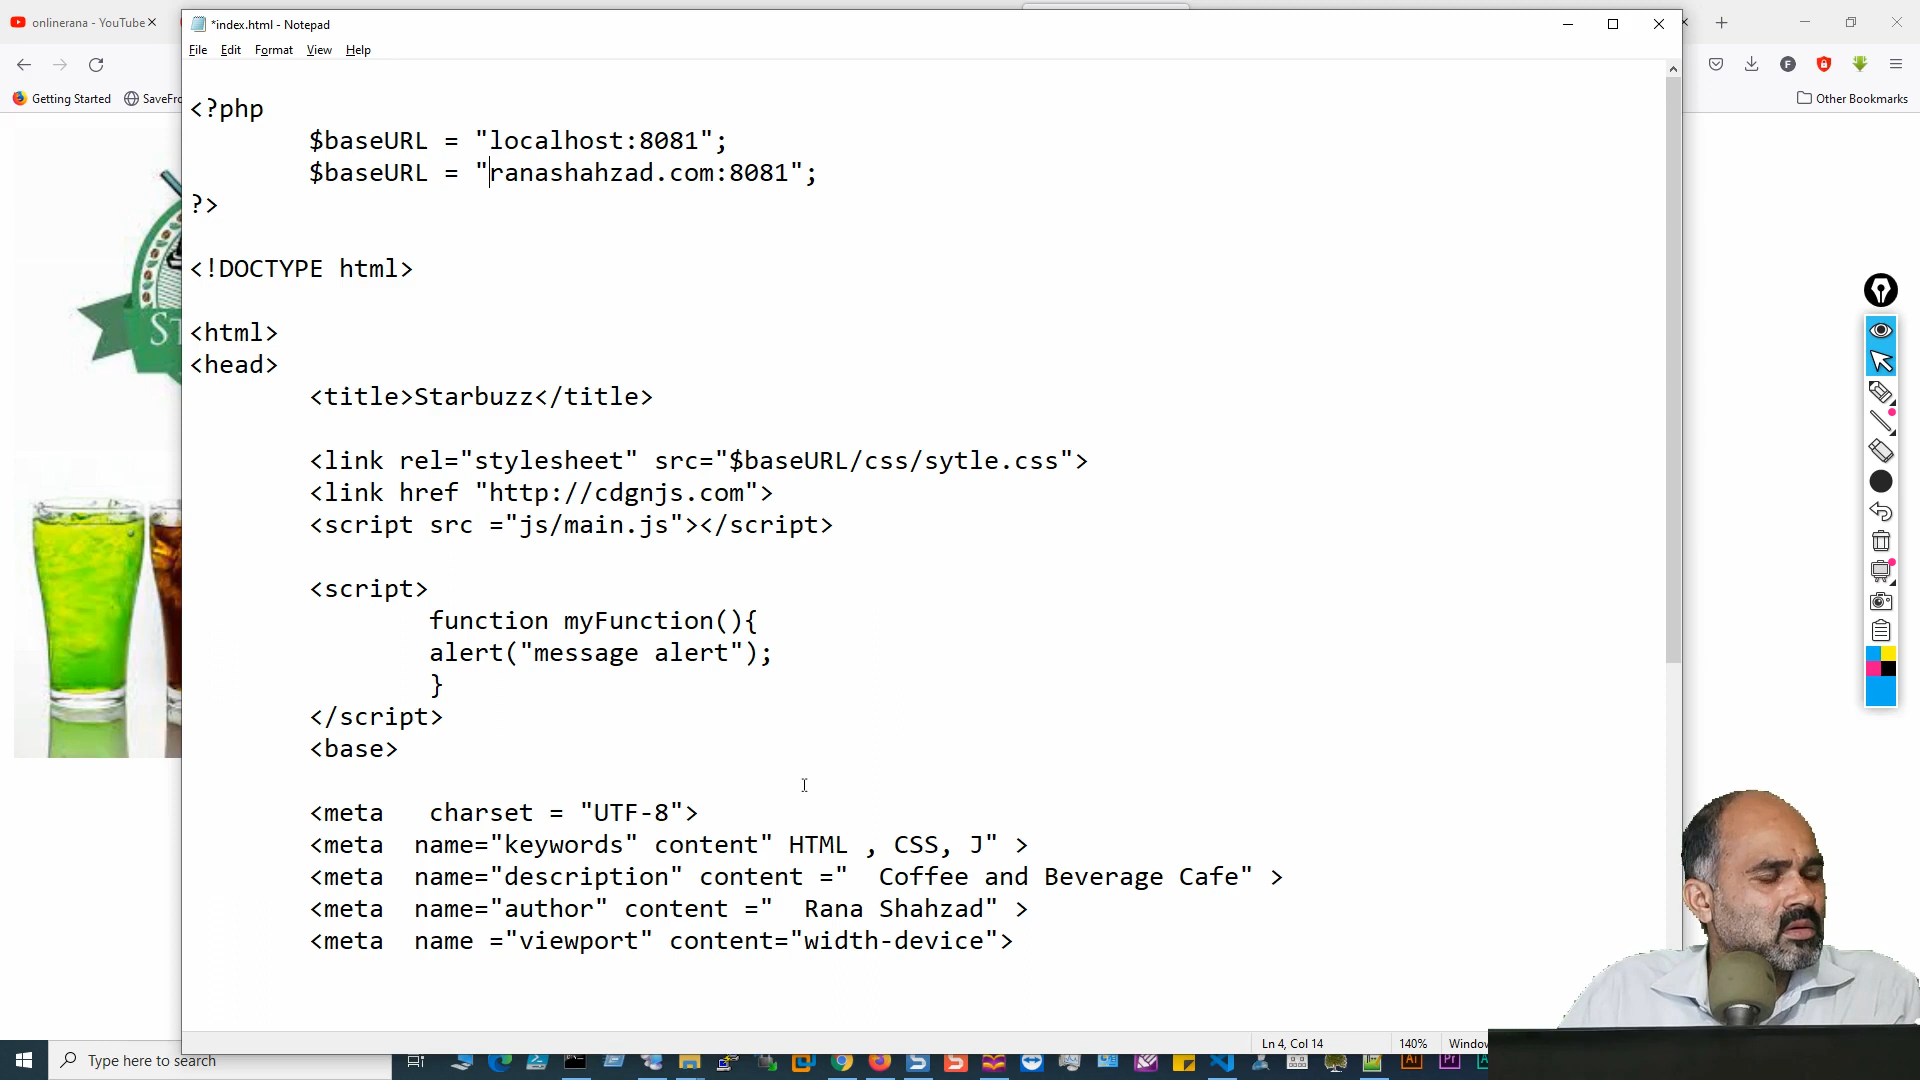 onlinerana - YouTube
*index.html - Notepad
File Edit Format View Help
Getting Started SaveFro
Other Bookmarks
<?php
$baseURL = "localhost:8081";
$baseURL = "ranashahzad.com:8081";
?>
<!DOCTYPE html>
<html>
<head>
<title>Starbuzz</title>
<link rel="stylesheet" src="$baseURL/css/sytle.css">
<link href "http://cdgnjs.com">
<script src ="js/main.js"></script>
<script>
function myFunction(){
alert("message alert");
}
</script>
<base>
<meta charset = "UTF-8">
<meta name="keywords" content" HTML , CSS, J" >
<meta name="description" content =" Coffee and Beverage Cafe" >
<meta name="author" content =" Rana Shahzad" >
<meta name ="viewport" content="width-device">
Ln 4, Col 14 140% Windo
Type here to search